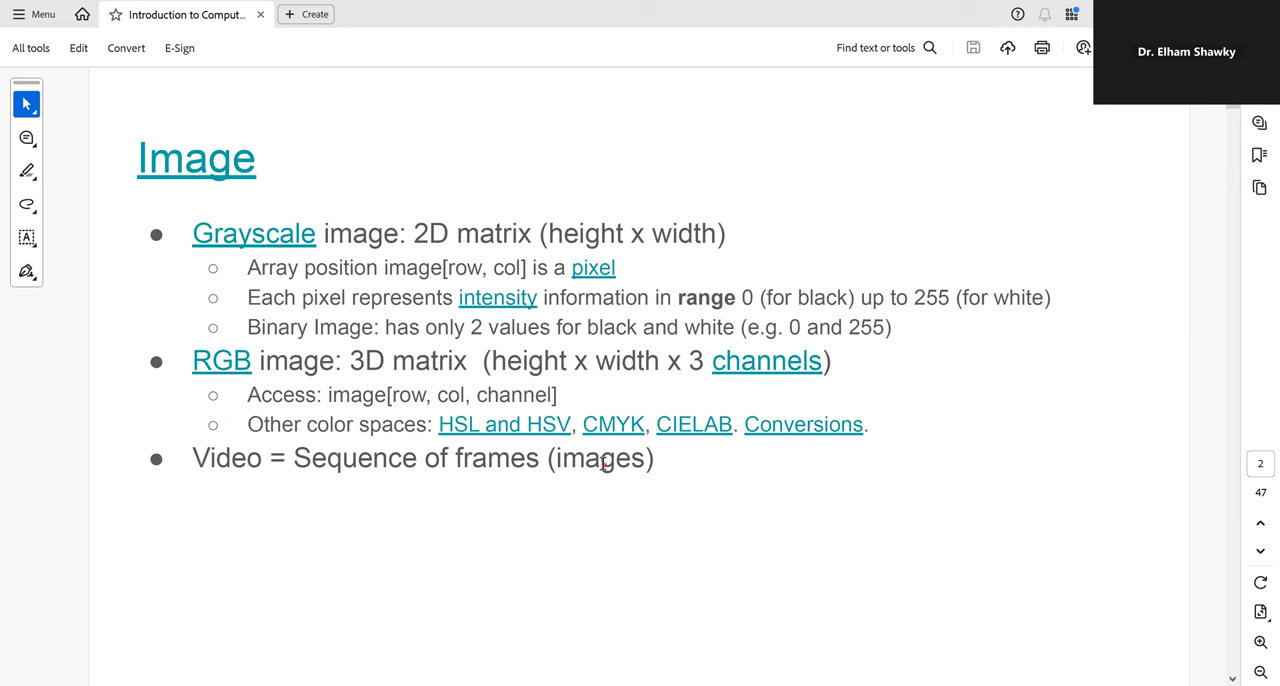 Menu
Introduction to Comput...
Create
All tools
Edit
Convert
E-Sign
Find text or tools
Dr. Elham Shawky
Image
● Grayscale image: 2D matrix (height x width)
○ Array position image[row, col] is a pixel
○ Each pixel represents intensity information in range 0 (for black) up to 255 (for white)
○ Binary Image: has only 2 values for black and white (e.g. 0 and 255)
● RGB image: 3D matrix (height x width x 3 channels)
○ Access: image[row, col, channel]
○ Other color spaces: HSL and HSV, CMYK, CIELAB. Conversions.
● Video = Sequence of frames (images)
2
47